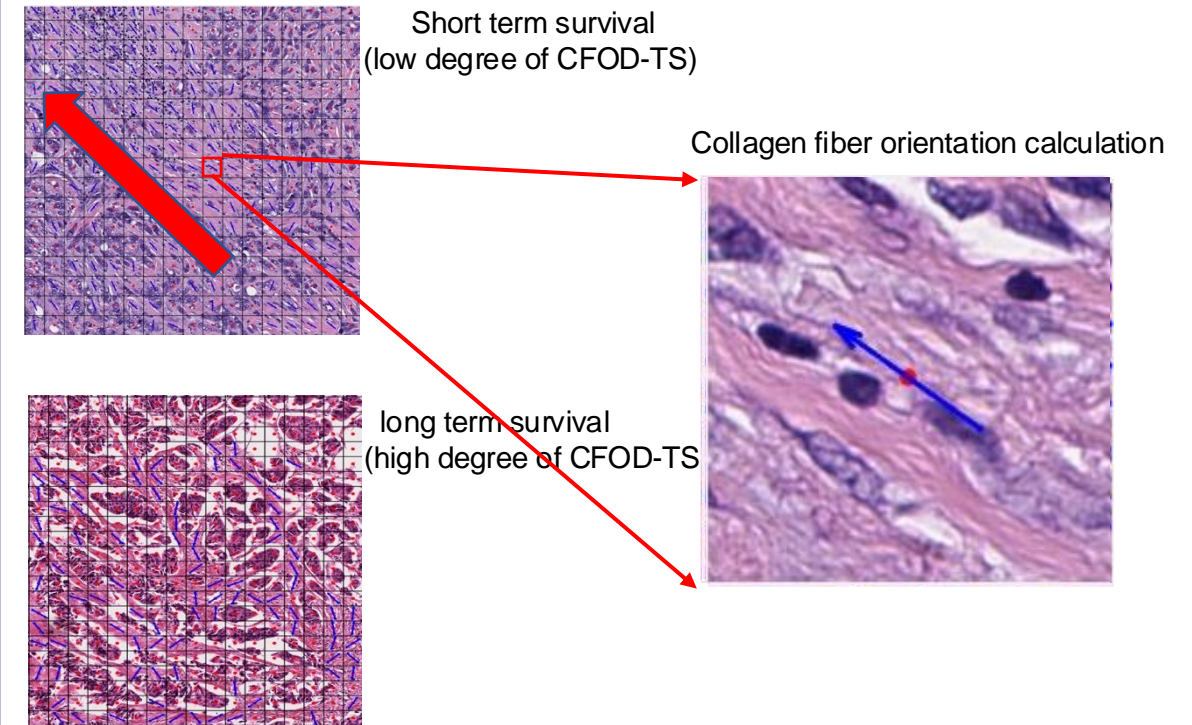 Short term survival
(low degree of CFOD-TS)
Collagen fiber orientation calculation
long term survival
(high degree of CFOD-TS